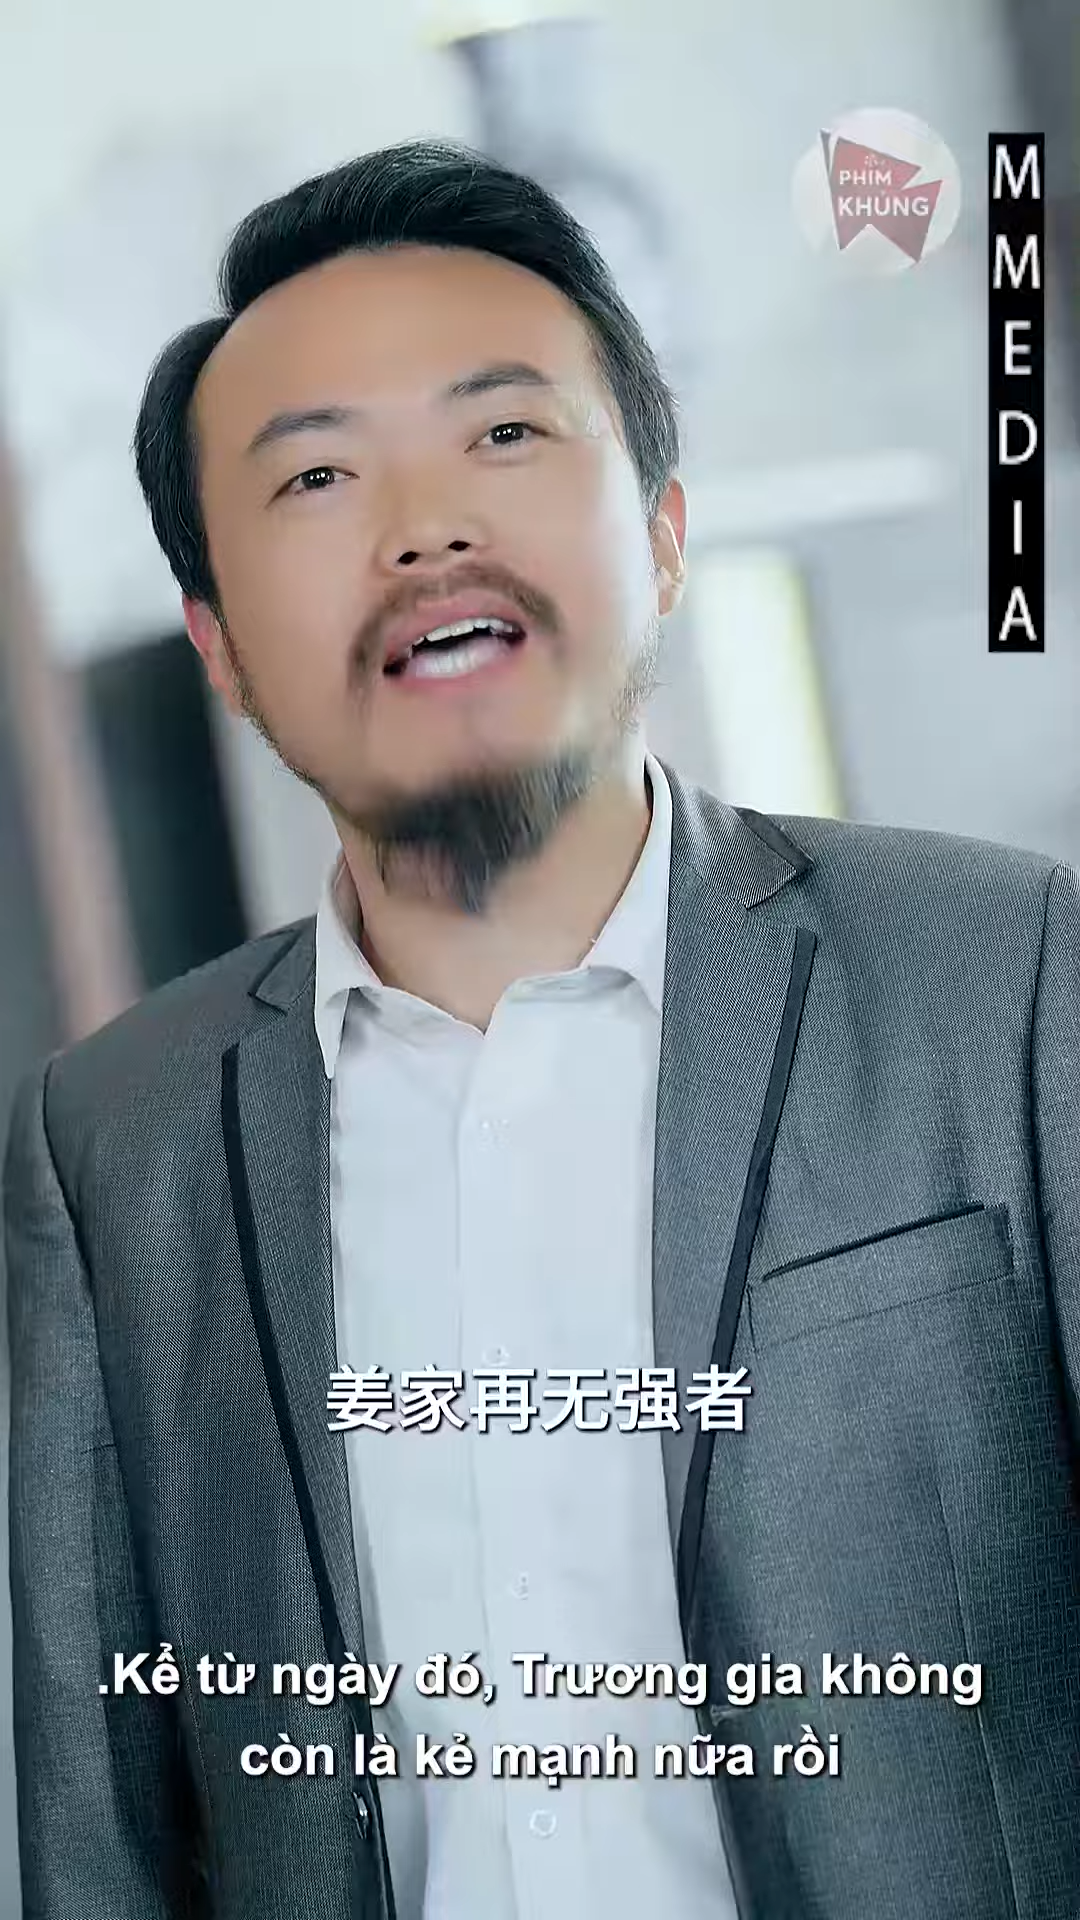 PHIM
KHỦNG
MMEDIA
姜家再无强者
.Kể từ ngày đó, Trương gia không
còn là kẻ mạnh nữa rồi